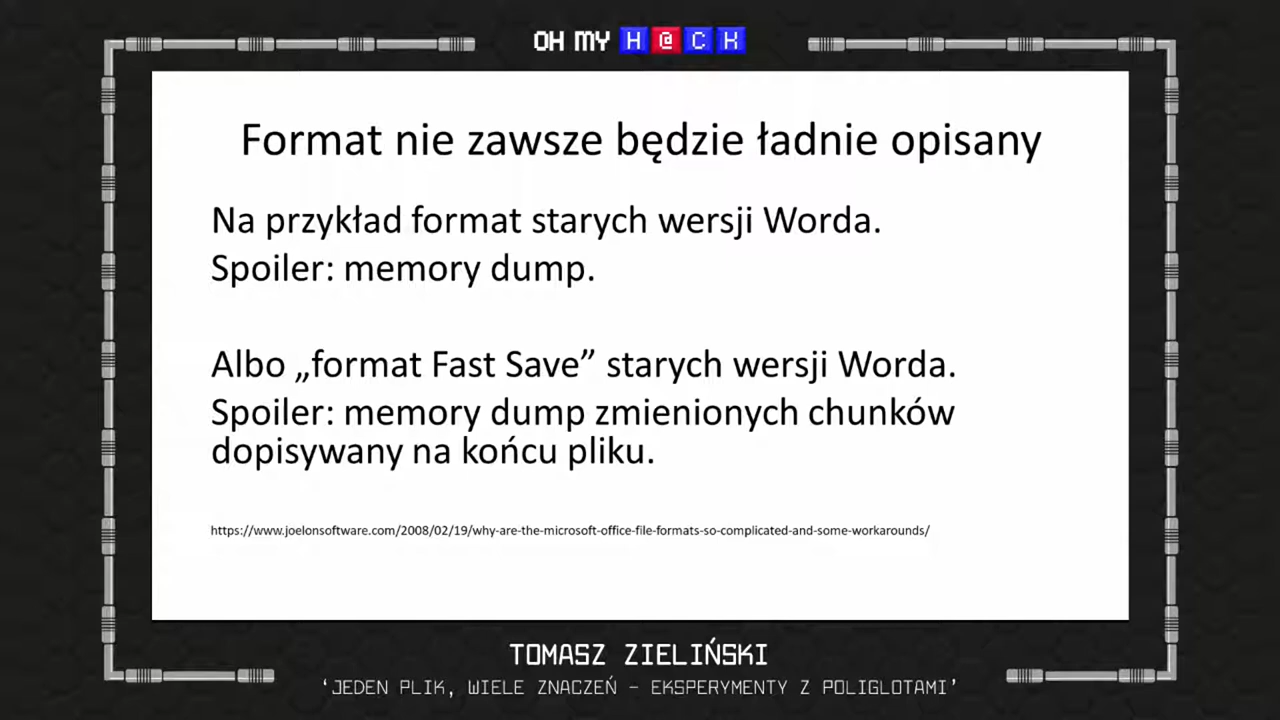 OH MY H@CK
Format nie zawsze będzie ładnie opisany
Na przykład format starych wersji Worda.
Spoiler: memory dump.
Albo „format Fast Save” starych wersji Worda.
Spoiler: memory dump zmienionych chunków
dopisywany na końcu pliku.
https://www.joelonsoftware.com/2008/02/19/why-are-the-microsoft-office-file-formats-so-complicated-and-some-workarounds/
TOMASZ ZIELIŃSKI
‘JEDEN PLIK, WIELE ZNACZEŃ – EKSPERYMENTY Z POLIGLOTAMI’